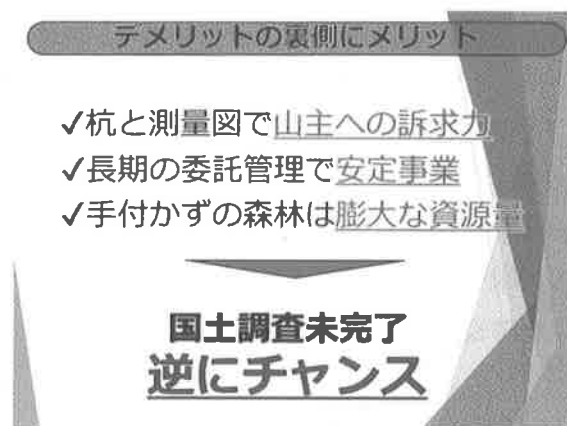 デメリットの裏側にメリット
✓杭と測量図で山主への訴求力
✓長期の委託管理で安定事業
✓手付かずの森林は膨大な資源量
国土調査未完了
逆にチャンス